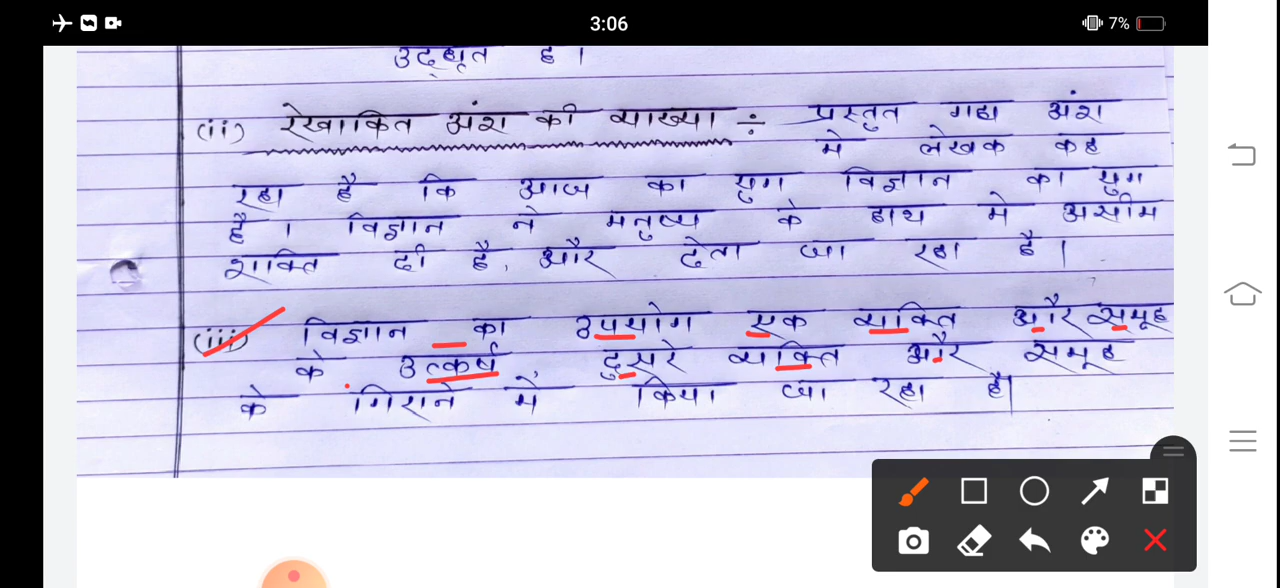 3:06
7%
उद्धृत है।
(ii) रेखाकित अंश की व्याख्या ÷ प्रस्तुत गद्य अंश
मे लेखक कह
रहा है कि आज का युग विज्ञान का युग
है। विज्ञान ने मनुष्य के हाथ मे असीम
शक्ति दी है, और देता जा रहा है।
(iii) विज्ञान का उपयोग एक व्यक्ति और समूह
के उत्कर्ष दुसरे व्यक्ति और समूह
के गिराने में किया जा रहा है।